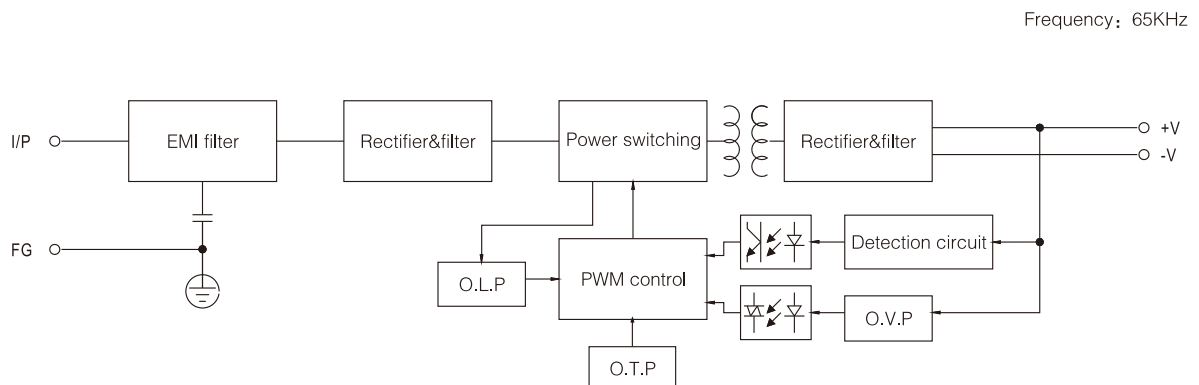 Frequency: 65KHz
I/P
EMI filter
Rectifier&filter
Power switching
Rectifier&filter
+V
-V
FG
O.L.P
PWM control
Detection circuit
O.V.P
O.T.P